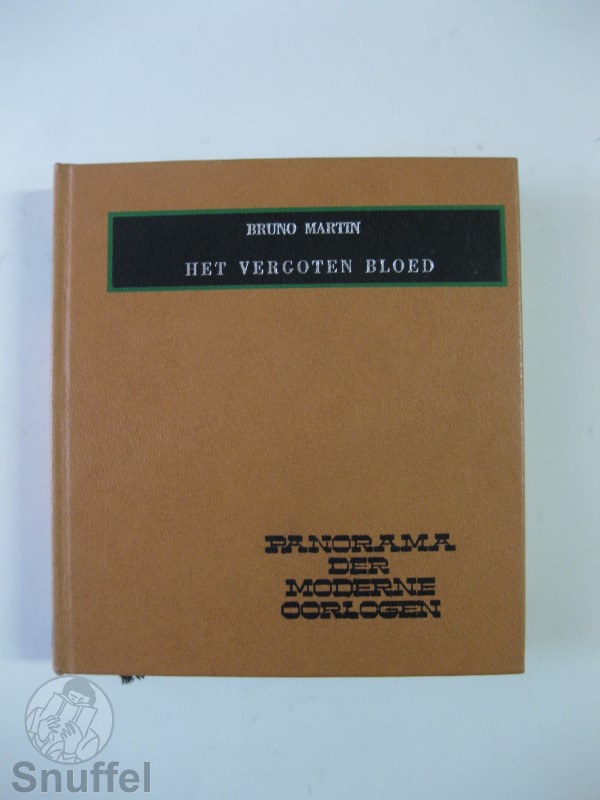 BRUNO MARTIN
HET VERGOTEN BLOED
PANORAMA
DER
MODERNE
OORLOGEN
Snuffel